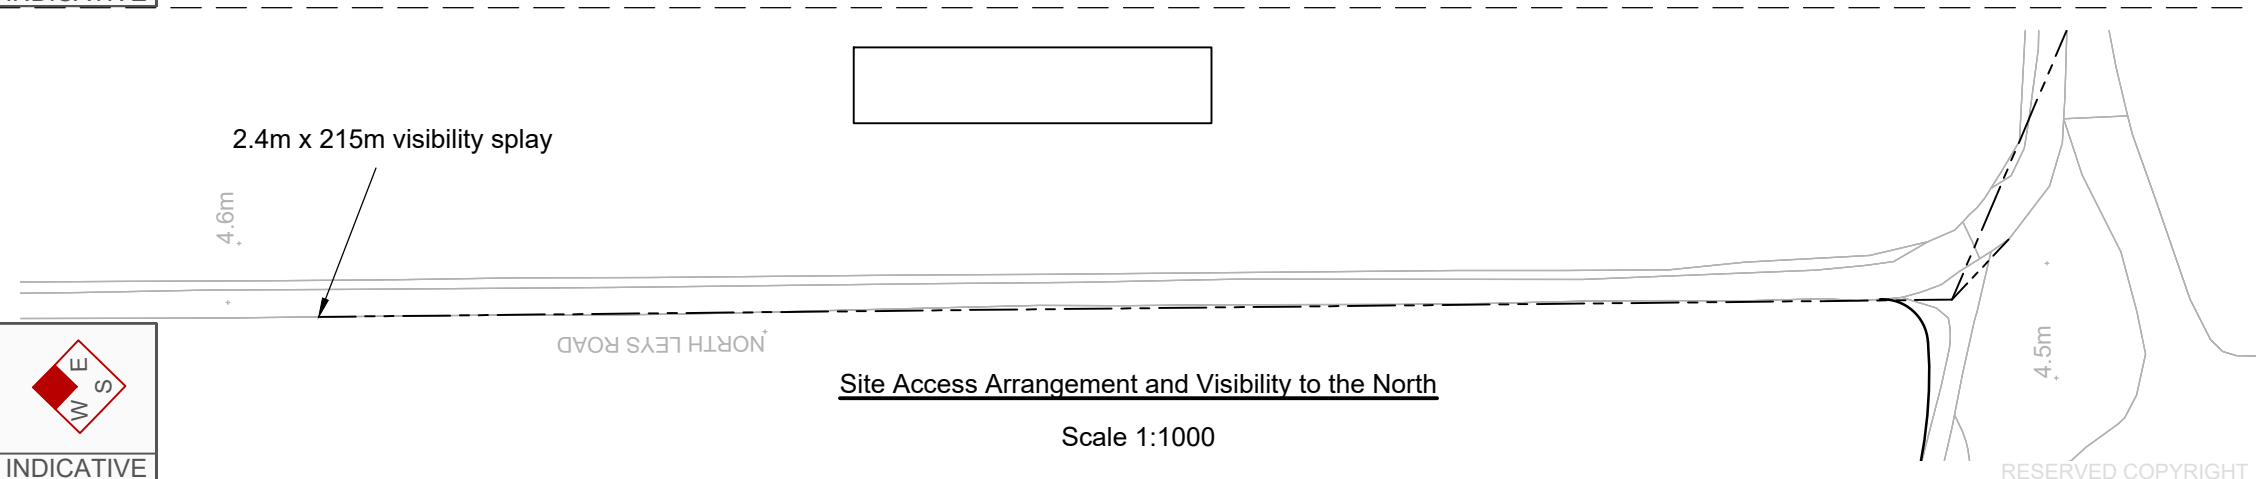 INDICATIVE
2.4m x 215m visibility splay
4.6m
NORTH LEYS ROAD
4.5m
Site Access Arrangement and Visibility to the North
Scale 1:1000
E
S
W
INDICATIVE
RESERVED COPYRIGHT